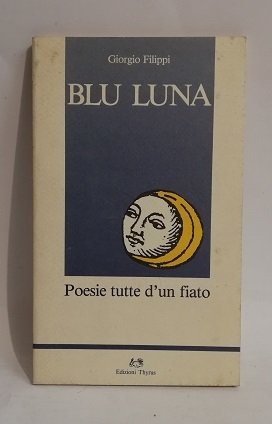 Giorgio Filippi
BLU LUNA
Poesie tutte d'un fiato
Edizioni Thyrus